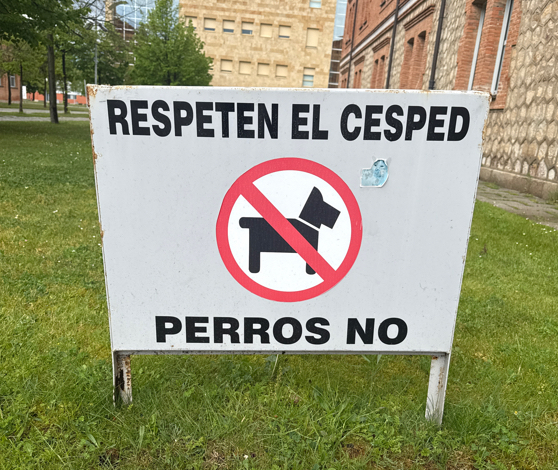 RESPETEN EL CESPED
PERROS NO